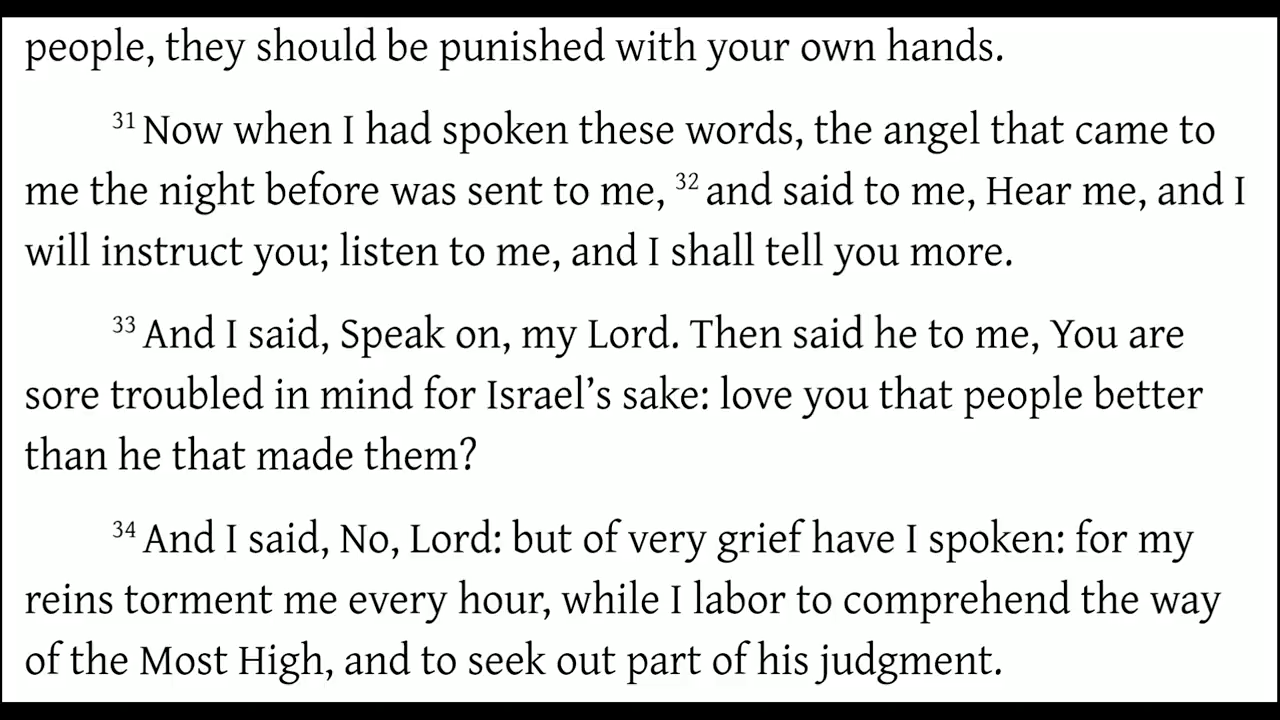 people, they should be punished with your own hands.
31 Now when I had spoken these words, the angel that came to
me the night before was sent to me, 32 and said to me, Hear me, and I
will instruct you; listen to me, and I shall tell you more.
33 And I said, Speak on, my Lord. Then said he to me, You are
sore troubled in mind for Israel’s sake: love you that people better
than he that made them?
34 And I said, No, Lord: but of very grief have I spoken: for my
reins torment me every hour, while I labor to comprehend the way
of the Most High, and to seek out part of his judgment.